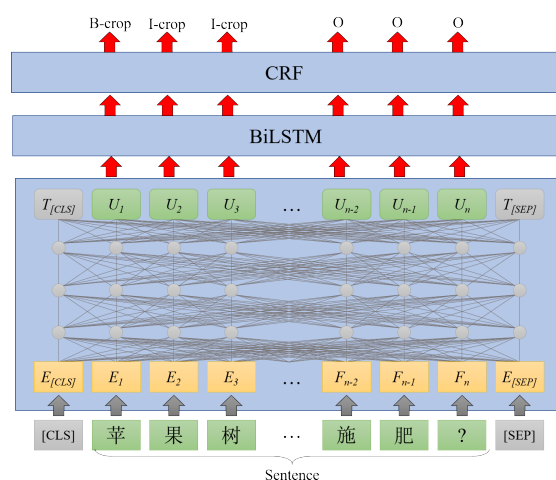 B-crop I-crop I-crop O O O
CRF
BiLSTM
T[CLS] U1 U2 U3 … Un-2 Un-1 Un T[SEP]
E[CLS] E1 E2 E3 … Fn-2 Fn-1 Fn E[SEP]
[CLS] 苹 果 树 … 施 肥 ? [SEP]
Sentence